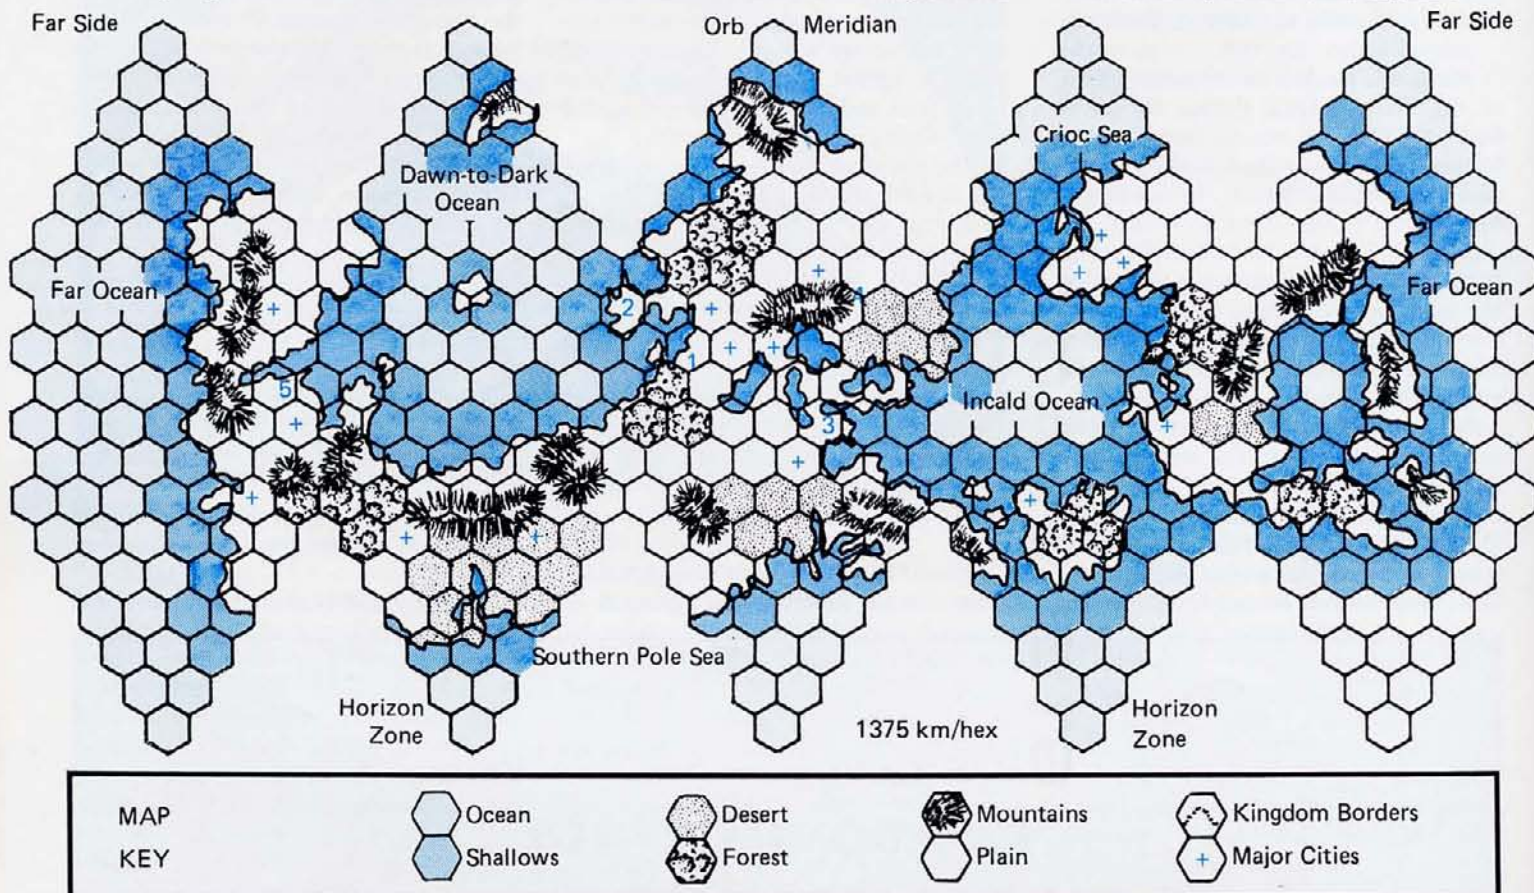 Far Side
Orb Meridian
Far Side
Crioc Sea
Dawn-to-Dark
Ocean
Far Ocean
Far Ocean
2
4
1
5
Incald Ocean
3
Southern Pole Sea
Horizon
Zone
1375 km/hex
Horizon
Zone
MAP
KEY
Ocean
Desert
Mountains
Kingdom Borders
Shallows
Forest
Plain
Major Cities